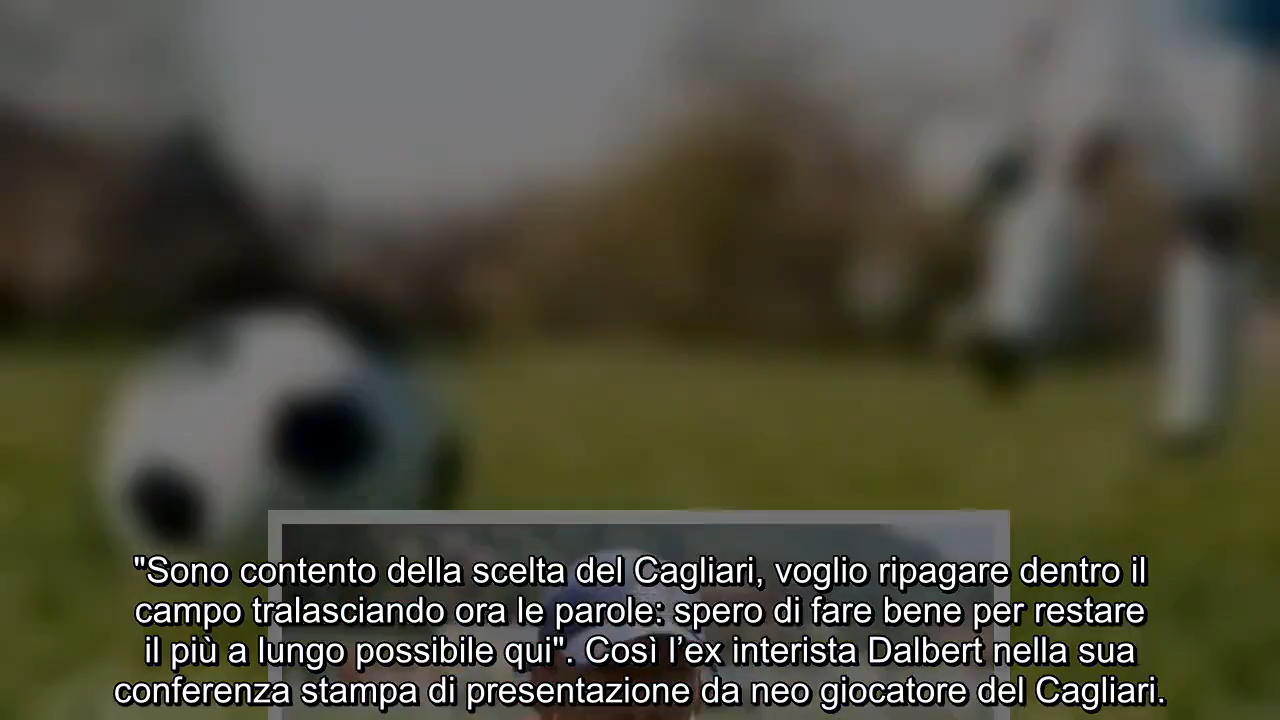 "Sono contento della scelta del Cagliari, voglio ripagare dentro il
campo tralasciando ora le parole: spero di fare bene per restare
il più a lungo possibile qui". Così l’ex interista Dalbert nella sua
conferenza stampa di presentazione da neo giocatore del Cagliari.